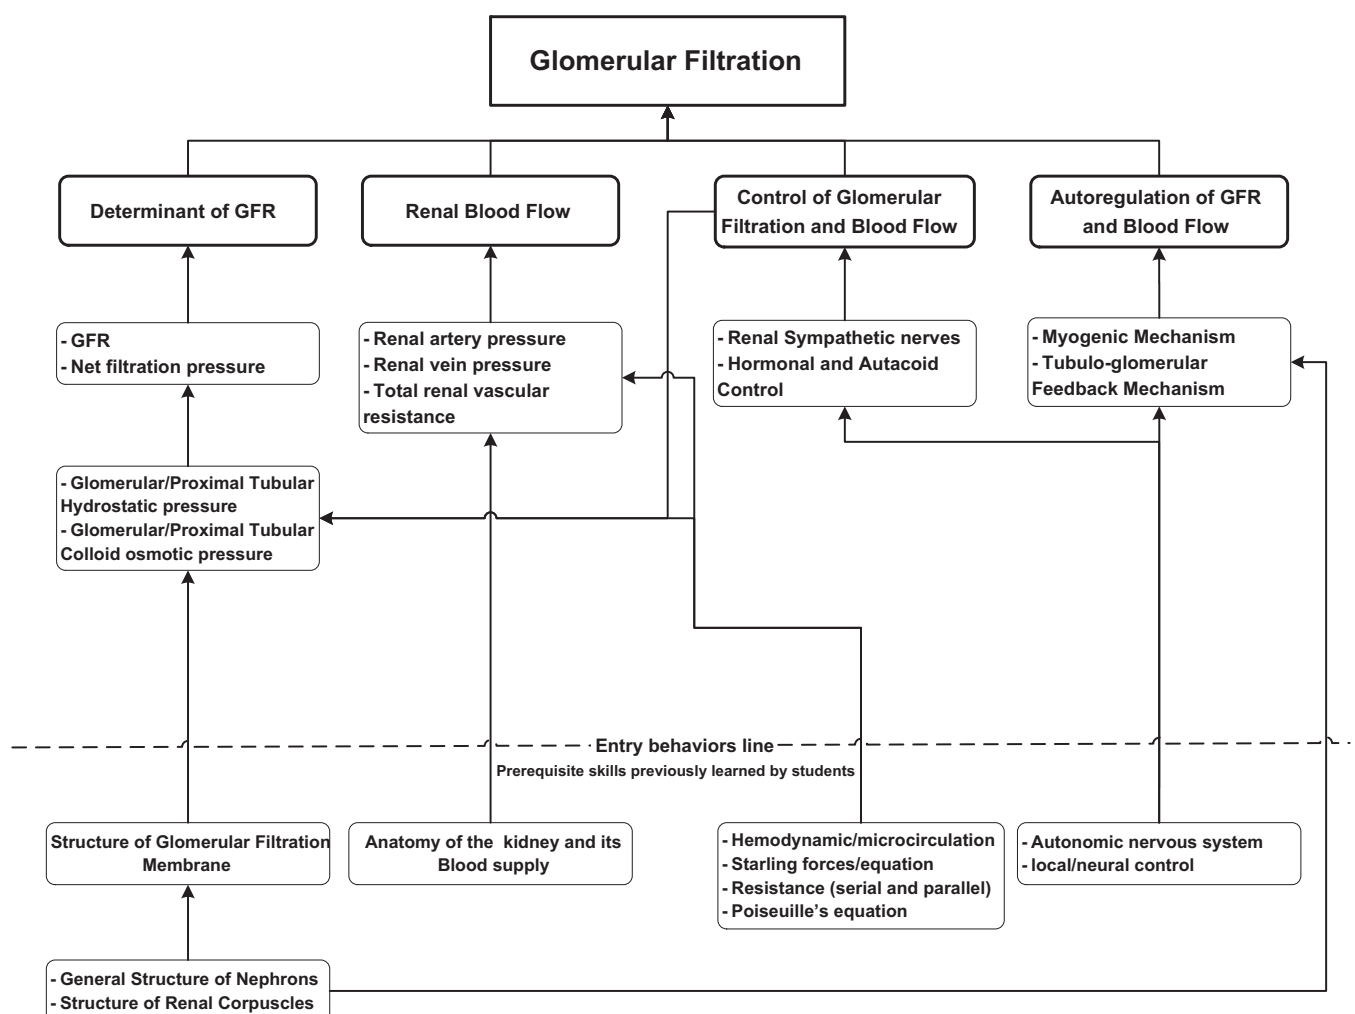 Glomerular Filtration
Determinant of GFR
Renal Blood Flow
Control of Glomerular
Filtration and Blood Flow
Autoregulation of GFR
and Blood Flow
- GFR
- Net filtration pressure
- Renal artery pressure
- Renal vein pressure
- Total renal vascular
resistance
- Renal Sympathetic nerves
- Hormonal and Autacoid
Control
- Myogenic Mechanism
- Tubulo-glomerular
Feedback Mechanism
- Glomerular/Proximal Tubular
Hydrostatic pressure
- Glomerular/Proximal Tubular
Colloid osmotic pressure
Entry behaviors line
Prerequisite skills previously learned by students
Structure of Glomerular Filtration
Membrane
Anatomy of the kidney and its
Blood supply
- Hemodynamic/microcirculation
- Starling forces/equation
- Resistance (serial and parallel)
- Poiseuille's equation
- Autonomic nervous system
- local/neural control
- General Structure of Nephrons
- Structure of Renal Corpuscles